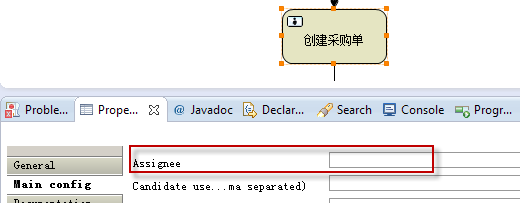 创建采购单
Proble... Prope... @ Javadoc Declar... Search Console Progr...
General
Assignee
Main config
Candidate use...ma separated)
Documentation